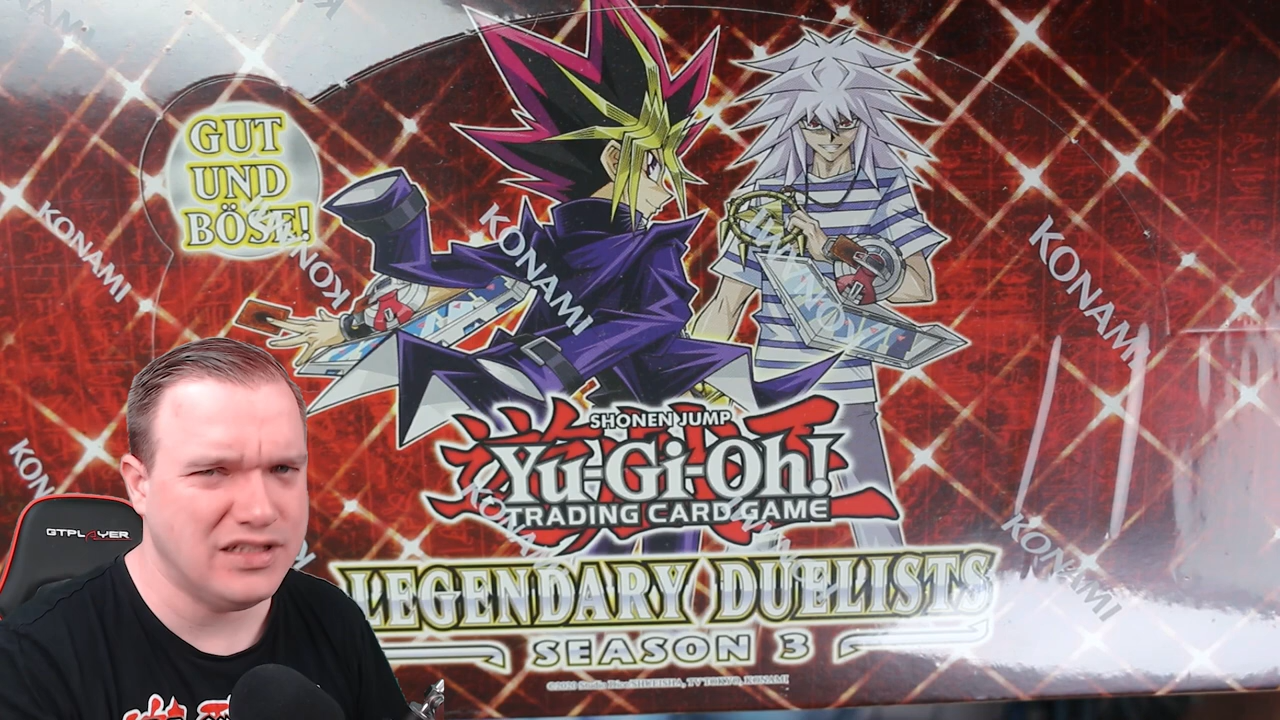 GUT
UND
BÖSE!
KONAMI
KONAMI
KONAMI
KONAMI
KONAMI
SHONEN JUMP
Yu-Gi-Oh!
TRADING CARD GAME
LEGENDARY DUELISTS
SEASON 3
KONAMI
GTPLAYER